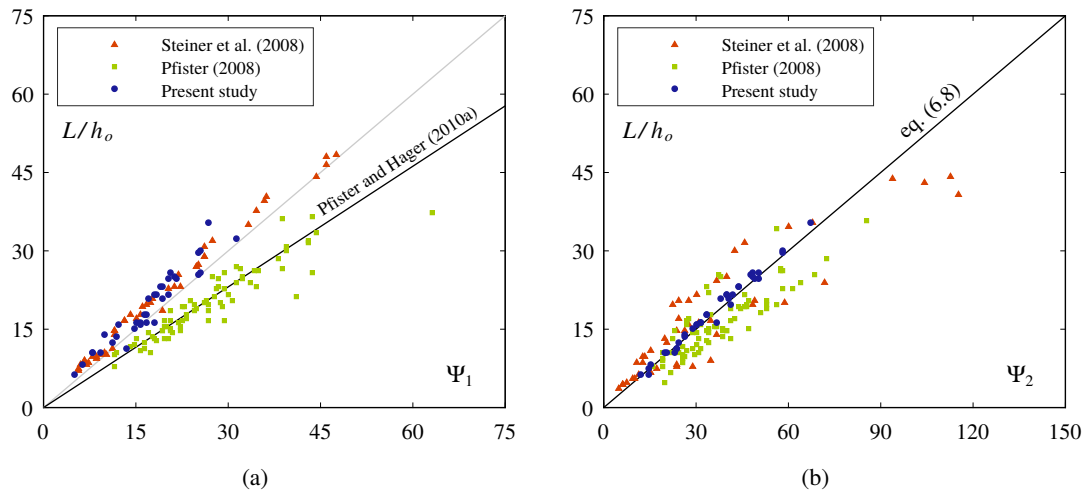 75
60
45
30
15
0
0
15
30
45
60
75
Steiner et al. (2008)
Pfister (2008)
Present study
L/h_o
Pfister and Hager (2010a)
Ψ_1
(a)
75
60
45
30
15
0
0
30
60
90
120
150
Steiner et al. (2008)
Pfister (2008)
Present study
L/h_o
eq. (6.8)
Ψ_2
(b)